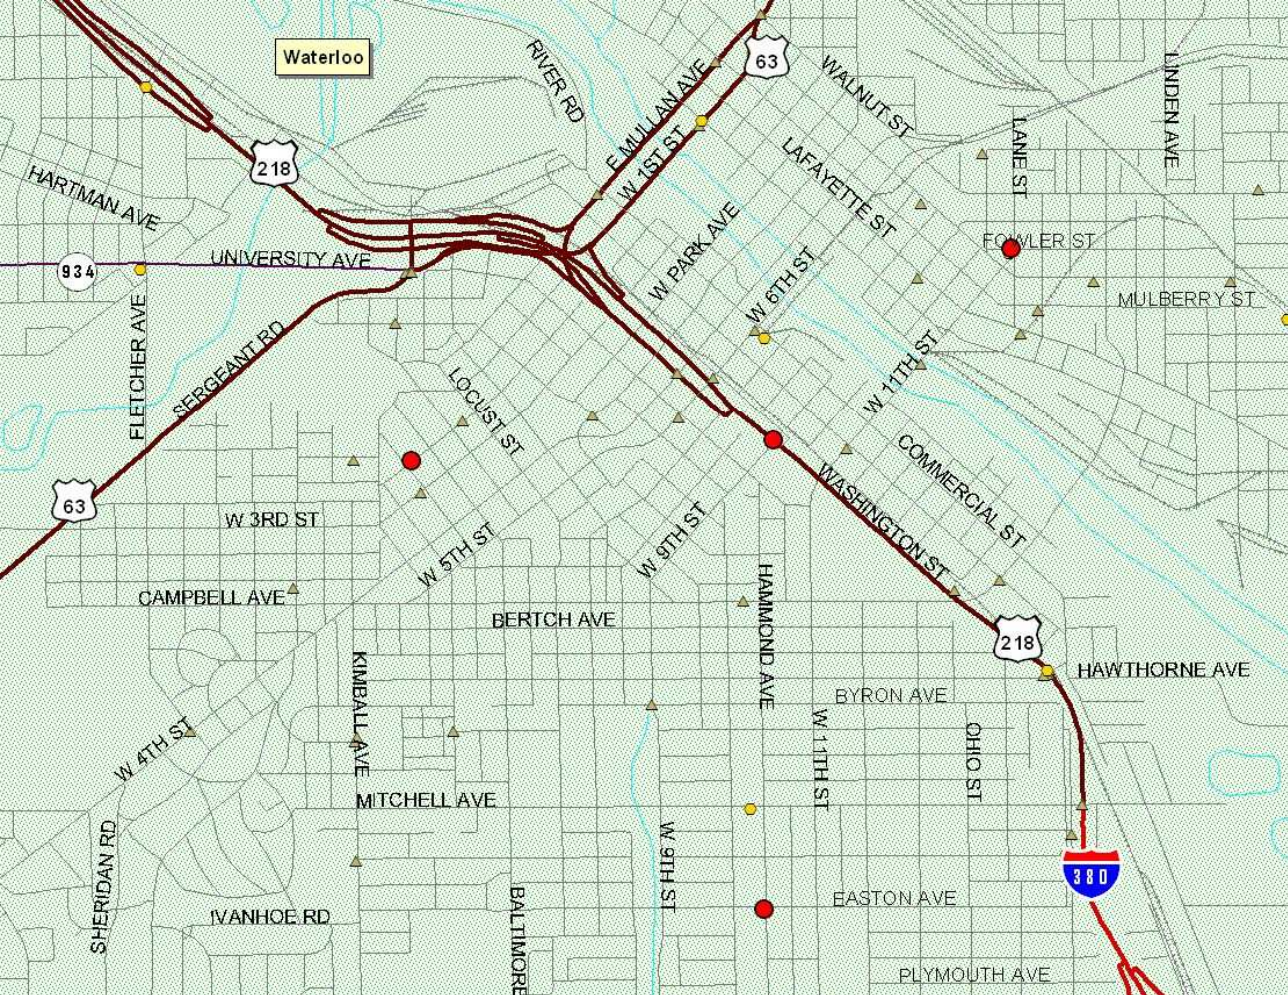 Waterloo
63
RIVER RD
WALNUT ST
LINDEN AVE
E MULLAN AVE
W 1ST ST
LANE ST
218
LAFAYETTE ST
HARTMAN AVE
W PARK AVE
FOWLER ST
UNIVERSITY AVE
934
W 6TH ST
MULBERRY ST
FLETCHER AVE
SERGEANT RD
W 11TH ST
LOCUST ST
COMMERCIAL ST
63
W 3RD ST
WASHINGTON ST
W 5TH ST
W 9TH ST
CAMPBELL AVE
BERTCH AVE
HAMMOND AVE
218
HAWTHORNE AVE
KIMBALL AVE
BYRON AVE
W 4TH ST
W 11TH ST
OHIO ST
MITCHELL AVE
SHERIDAN RD
W 9TH ST
380
EASTON AVE
IVANHOE RD
BALTIMORE
PLYMOUTH AVE